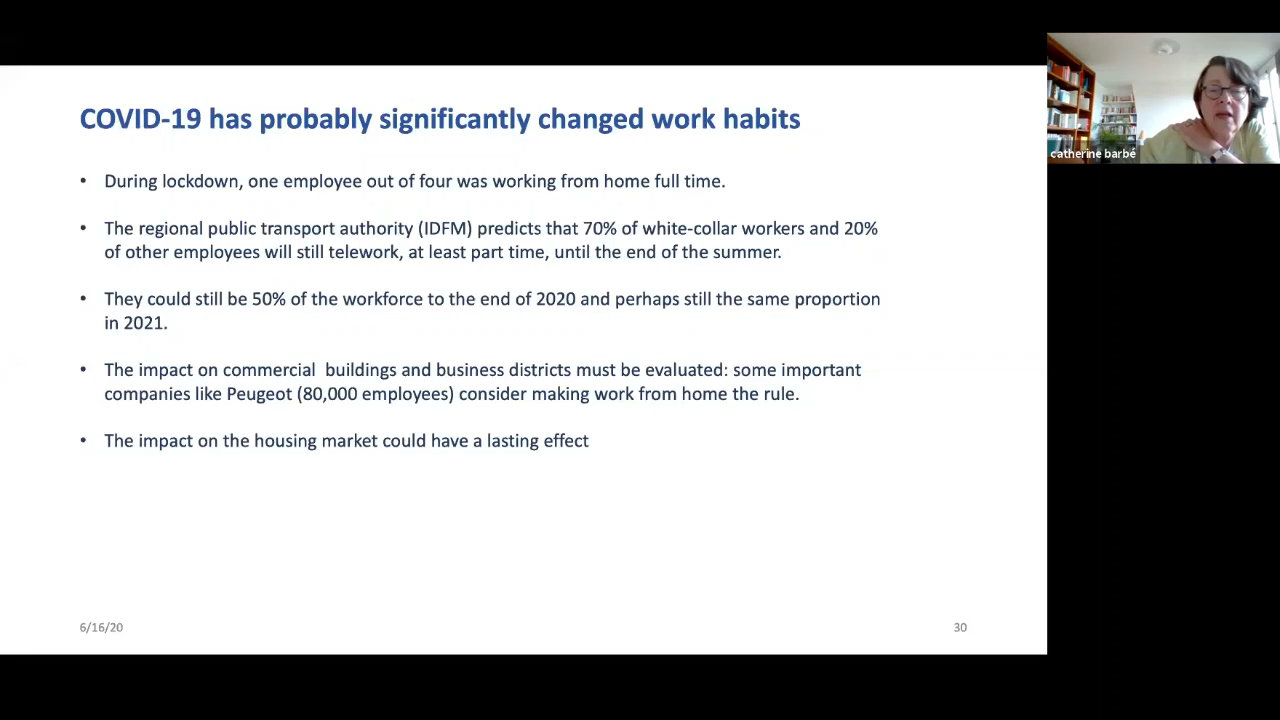 COVID-19 has probably significantly changed work habits
• During lockdown, one employee out of four was working from home full time.
• The regional public transport authority (IDFM) predicts that 70% of white-collar workers and 20%
of other employees will still telework, at least part time, until the end of the summer.
• They could still be 50% of the workforce to the end of 2020 and perhaps still the same proportion
in 2021.
• The impact on commercial  buildings and business districts must be evaluated: some important
companies like Peugeot (80,000 employees) consider making work from home the rule.
• The impact on the housing market could have a lasting effect
6/16/20
30
catherine barbé